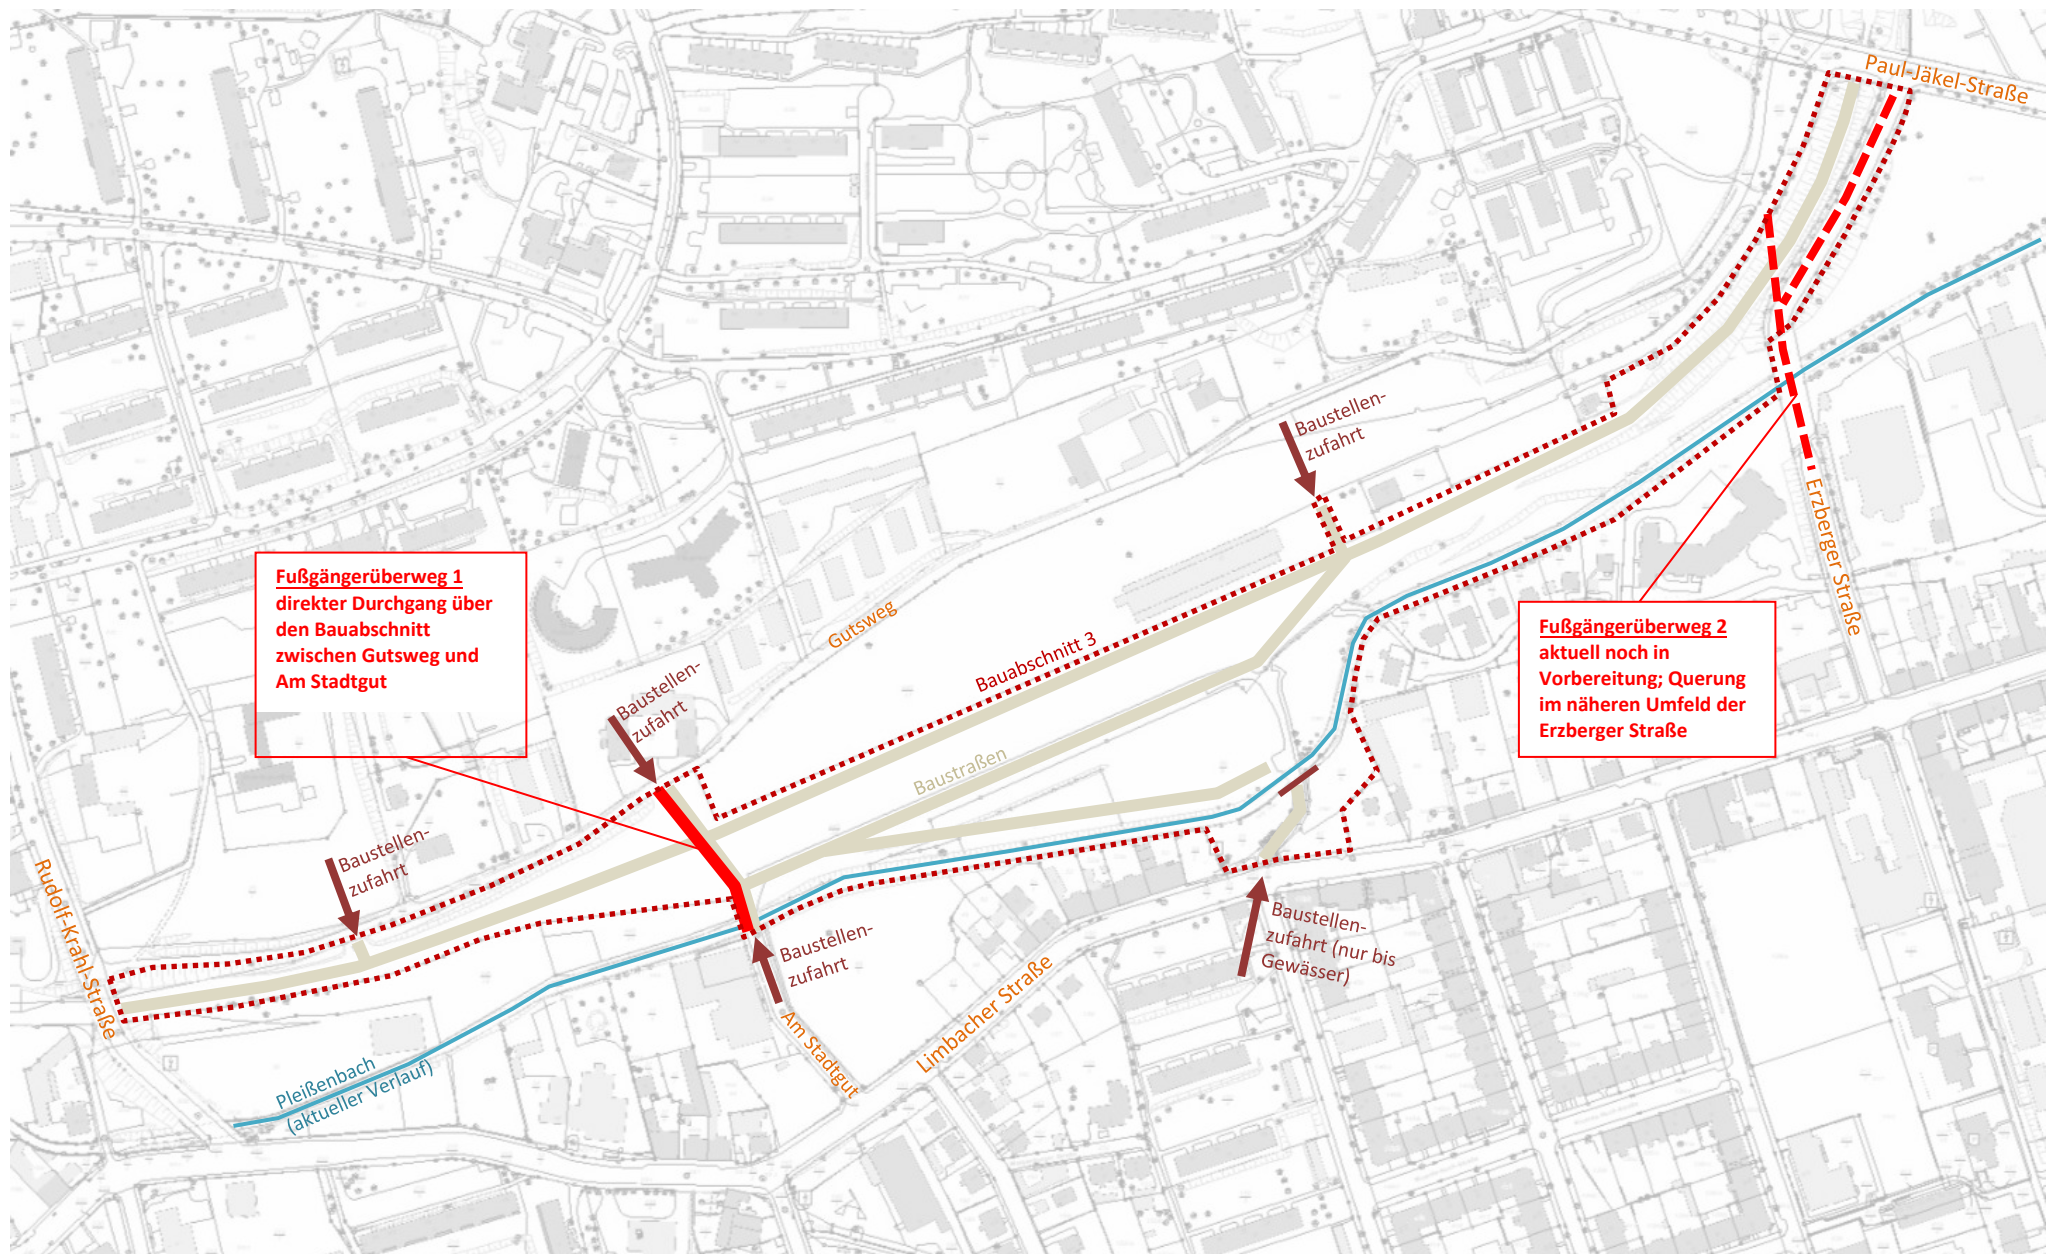 Paul-Jäkel-Straße
Baustellen-
zufahrt
Erzberger Straße
Fußgängerüberweg 1
direkter Durchgang über
den Bauabschnitt
zwischen Gutsweg und
Am Stadtgut
Gutsweg
Fußgängerüberweg 2
aktuell noch in
Vorbereitung; Querung
im näheren Umfeld der
Erzberger Straße
Bauabschnitt 3
Baustellen-
zufahrt
Baustraßen
Baustellen-
zufahrt
Rudolf-Krahl-Straße
Baustellen-
zufahrt
Baustellen-
zufahrt (nur bis
Gewässer)
Limbacher Straße
Am Stadtgut
Pleißenbach
(aktueller Verlauf)